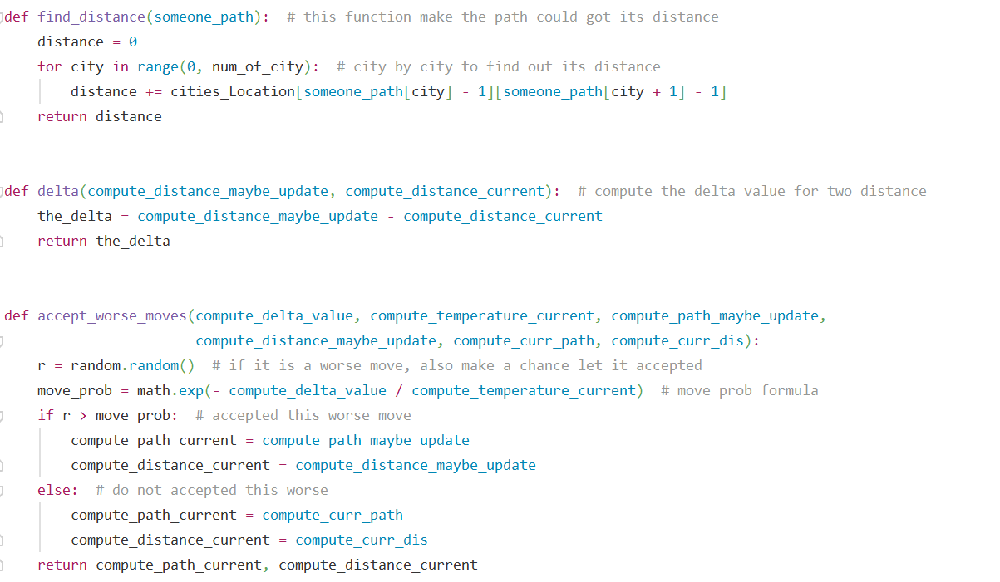 def find_distance(someone_path):  # this function make the path could got its distance
    distance = 0
    for city in range(0, num_of_city):  # city by city to find out its distance
        distance += cities_Location[someone_path[city] - 1][someone_path[city + 1] - 1]
    return distance
def delta(compute_distance_maybe_update, compute_distance_current):  # compute the delta value for two distance
    the_delta = compute_distance_maybe_update - compute_distance_current
    return the_delta
def accept_worse_moves(compute_delta_value, compute_temperature_current, compute_path_maybe_update,
                       compute_distance_maybe_update, compute_curr_path, compute_curr_dis):
    r = random.random()  # if it is a worse move, also make a chance let it accepted
    move_prob = math.exp(- compute_delta_value / compute_temperature_current)  # move prob formula
    if r > move_prob:  # accepted this worse move
        compute_path_current = compute_path_maybe_update
        compute_distance_current = compute_distance_maybe_update
    else:  # do not accepted this worse
        compute_path_current = compute_curr_path
        compute_distance_current = compute_curr_dis
    return compute_path_current, compute_distance_current